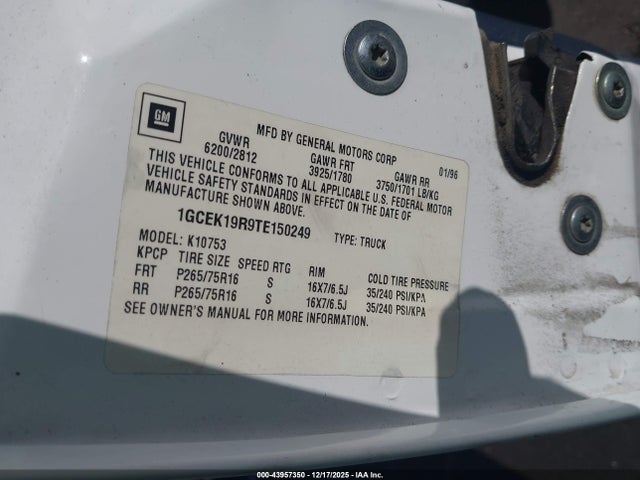 GM
MFD BY GENERAL MOTORS CORP 01/96
GVWR GAWR FRT GAWR RR
6200/2812 3925/1780 3750/1701 LB/KG
THIS VEHICLE CONFORMS TO ALL APPLICABLE U.S. FEDERAL MOTOR
VEHICLE SAFETY STANDARDS IN EFFECT ON THE DATE OF
MANUFACTURE SHOWN ABOVE.
1GCEK19R9TE150249 TYPE: TRUCK
MODEL: K10753
KPCP TIRE SIZE SPEED RTG RIM COLD TIRE PRESSURE
FRT P265/75R16 S 16X7/6.5J 35/240 PSI/KPA
RR P265/75R16 S 16X7/6.5J 35/240 PSI/KPA
SEE OWNER'S MANUAL FOR MORE INFORMATION.
000-43957350 - 12/17/2025 - IAA Inc.